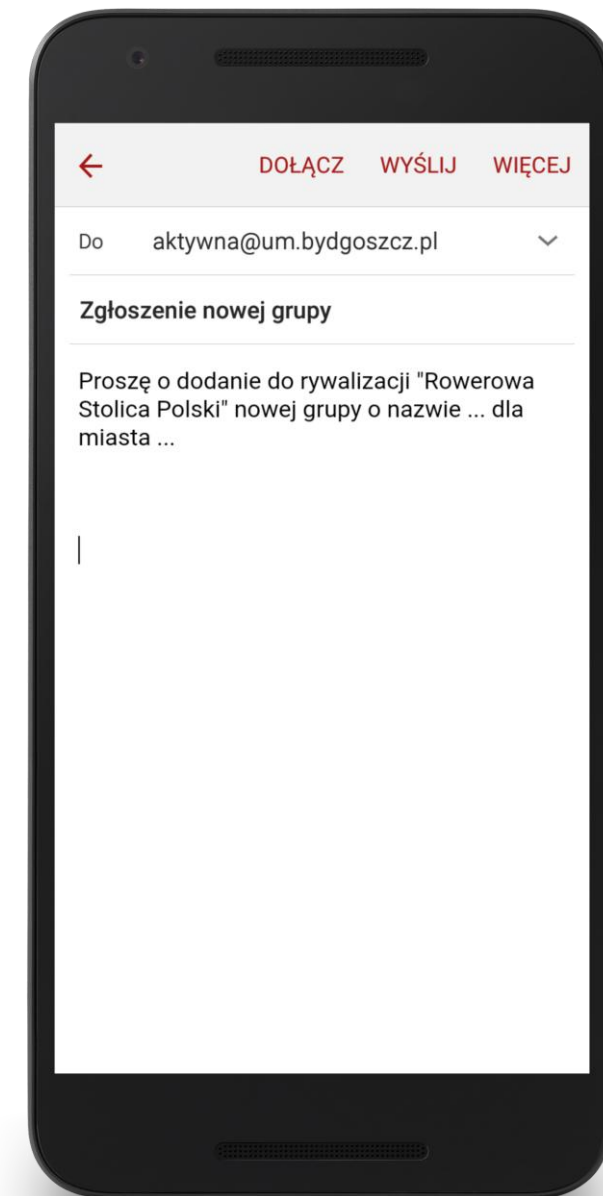 DOŁĄCZ WYŚLIJ WIĘCEJ
Do aktywna@um.bydgoszcz.pl
Zgłoszenie nowej grupy
Proszę o dodanie do rywalizacji "Rowerowa
Stolica Polski" nowej grupy o nazwie ... dla
miasta ...